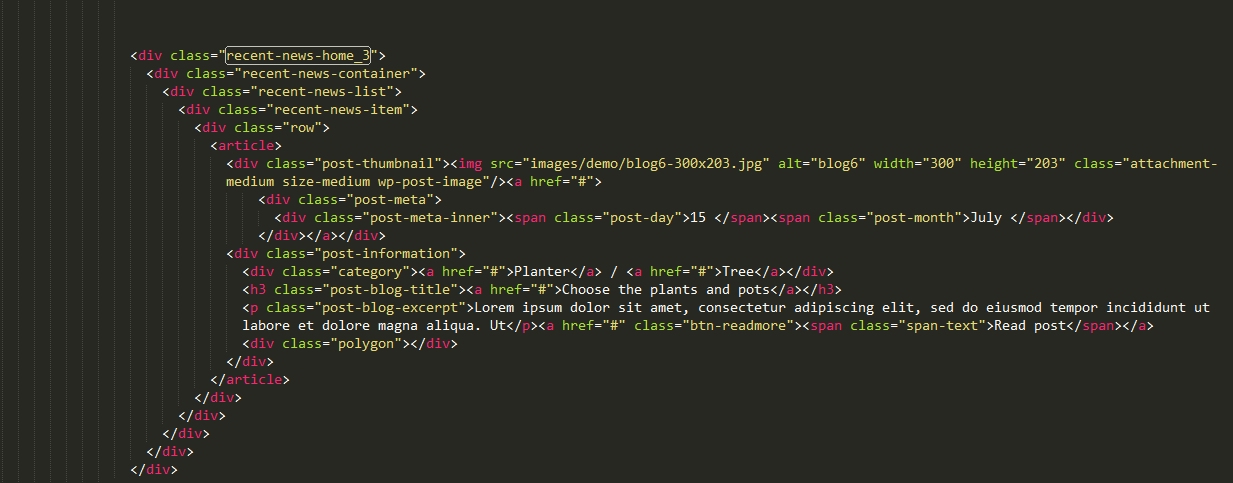 <div class="recent-news-home_3">
<div class="recent-news-container">
<div class="recent-news-list">
<div class="recent-news-item">
<div class="row">
<article>
<div class="post-thumbnail"><img src="images/demo/blog6-300x203.jpg" alt="blog6" width="300" height="203" class="attachment-
medium size-medium wp-post-image"/><a href="#">
<div class="post-meta">
<div class="post-meta-inner"><span class="post-day">15 </span><span class="post-month">July </span></div>
</div></a></div>
<div class="post-information">
<div class="category"><a href="#">Planter</a> / <a href="#">Tree</a></div>
<h3 class="post-blog-title"><a href="#">Choose the plants and pots</a></h3>
<p class="post-blog-excerpt">Lorem ipsum dolor sit amet, consectetur adipiscing elit, sed do eiusmod tempor incididunt ut
labore et dolore magna aliqua. Ut</p><a href="#" class="btn-readmore"><span class="span-text">Read post</span></a>
<div class="polygon"></div>
</div>
</article>
</div>
</div>
</div>
</div>
</div>